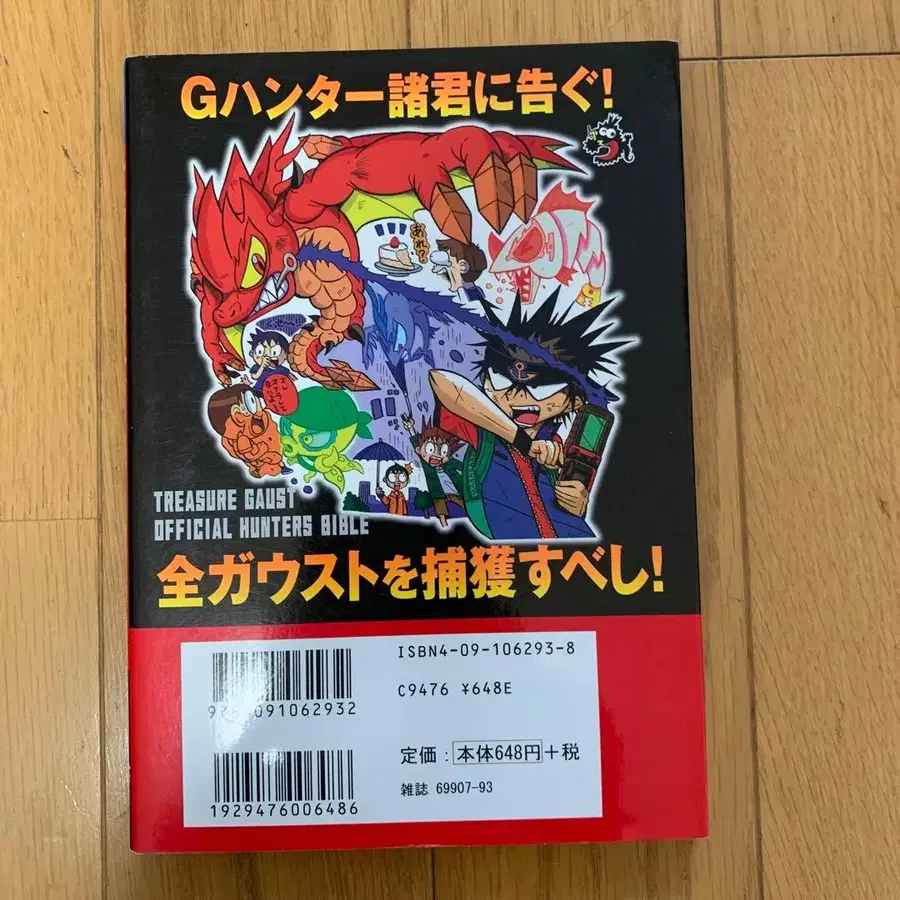 Gハンター諸君に告ぐ!
あれ?
TREASURE GAUST
OFFICIAL HUNTERS BIBLE
全ガウストを捕獲すべし!
ISBN4-09-106293-8
C9476 ¥648E
091062932
定価:本体648円+税
雑誌 69907-93
1929476006486